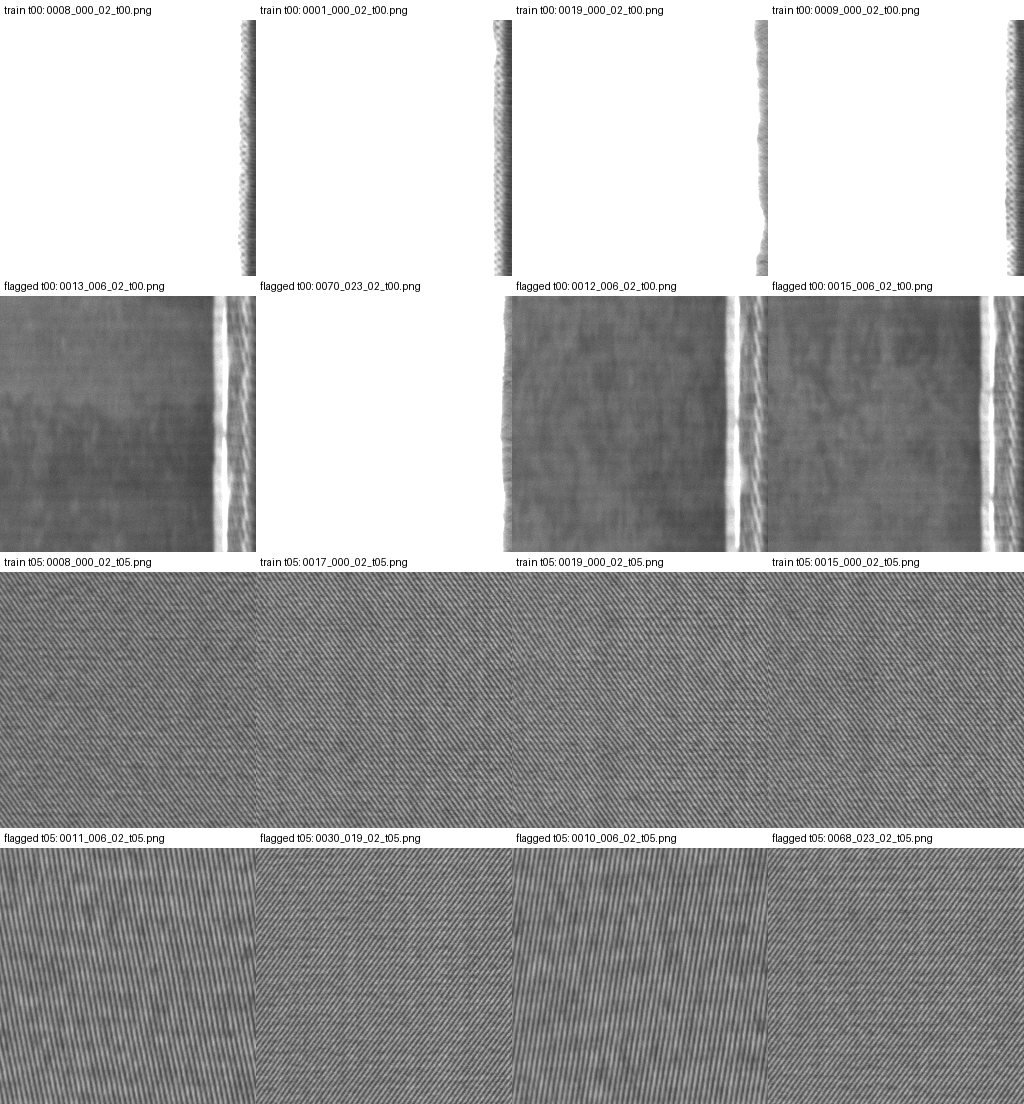 train t00: 0008_000_02_t00.png
train t00: 0001_000_02_t00.png
train t00: 0019_000_02_t00.png
train t00: 0009_000_02_t00.png
flagged t00: 0013_006_02_t00.png
flagged t00: 0070_023_02_t00.png
flagged t00: 0012_006_02_t00.png
flagged t00: 0015_006_02_t00.png
train t05: 0008_000_02_t05.png
train t05: 0017_000_02_t05.png
train t05: 0019_000_02_t05.png
train t05: 0015_000_02_t05.png
flagged t05: 0011_006_02_t05.png
flagged t05: 0030_019_02_t05.png
flagged t05: 0010_006_02_t05.png
flagged t05: 0068_023_02_t05.png